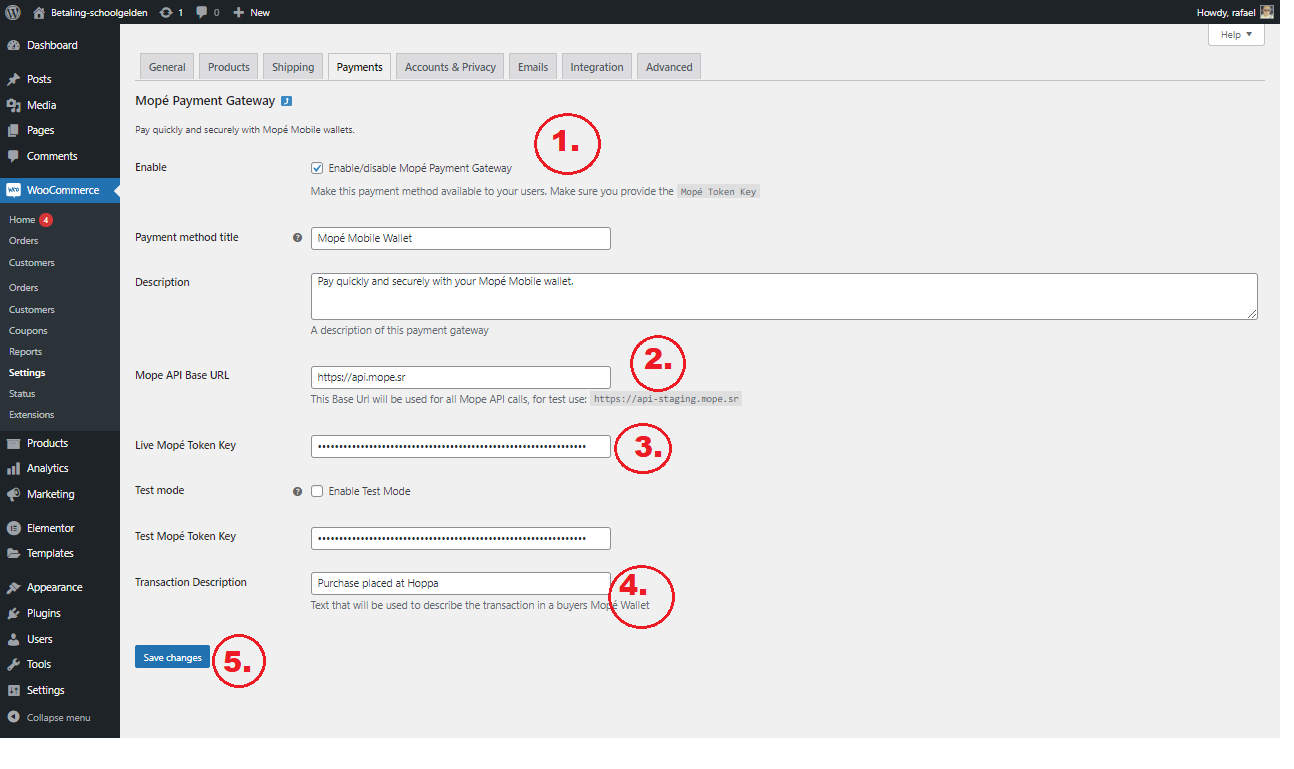 Betaling-schoolgelden 1 0 New Howdy, rafael
Help
Dashboard
Posts
Media
Pages
Comments
WooCommerce
Home 4
Orders
Customers
Orders
Customers
Coupons
Reports
Settings
Status
Extensions
Products
Analytics
Marketing
Elementor
Templates
Appearance
Plugins
Users
Tools
Settings
Collapse menu
General Products Shipping Payments Accounts & Privacy Emails Integration Advanced
Mopé Payment Gateway
Pay quickly and securely with Mopé Mobile wallets.
1.
Enable Enable/disable Mopé Payment Gateway
Make this payment method available to your users. Make sure you provide the Mopé Token Key
Payment method title Mopé Mobile Wallet
Description Pay quickly and securely with your Mopé Mobile wallet.
A description of this payment gateway
2.
Mope API Base URL https://api.mope.sr
This Base Url will be used for all Mope API calls, for test use: https://api-staging.mope.sr
Live Mopé Token Key 3.
Test mode Enable Test Mode
Test Mopé Token Key
Transaction Description Purchase placed at Hoppa 4.
Text that will be used to describe the transaction in a buyers Mopé Wallet
Save changes 5.